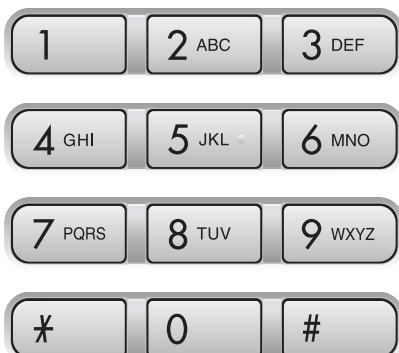 1 2 ABC 3 DEF
4 GHI 5 JKL 6 MNO
7 PQRS 8 TUV 9 WXYZ
* 0 #